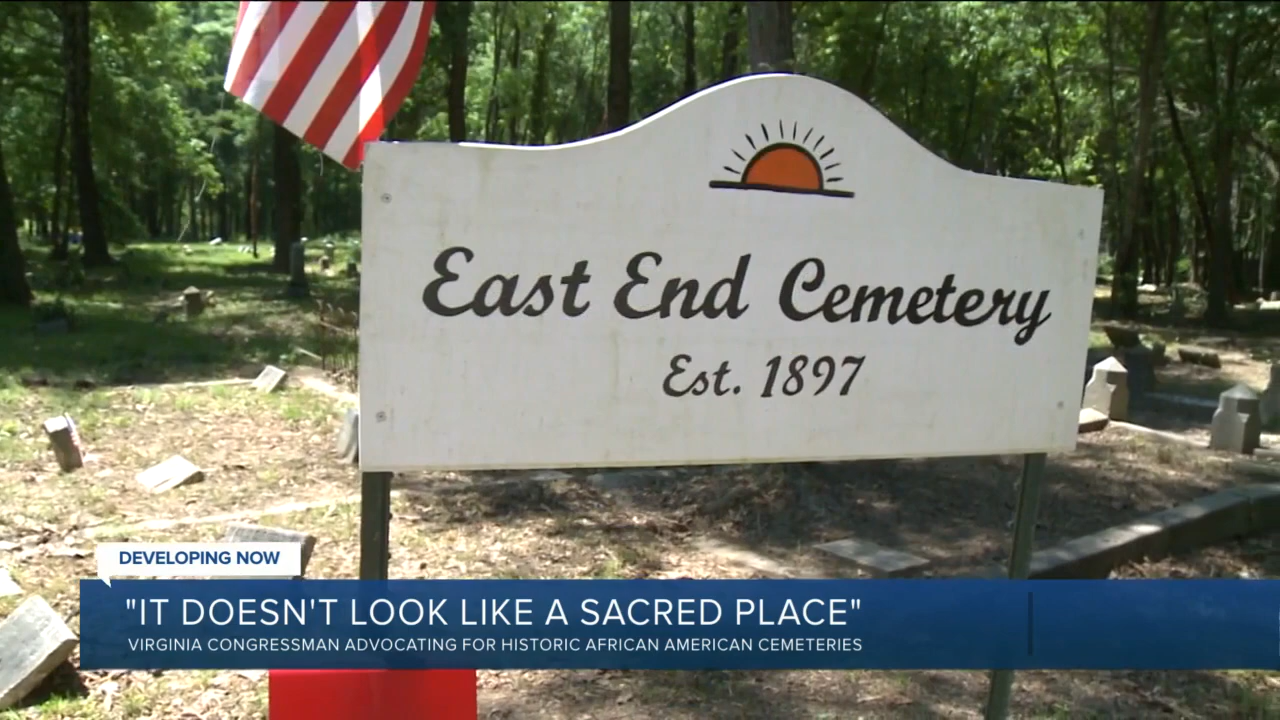 East End Cemetery
Est. 1897
DEVELOPING NOW
"IT DOESN'T LOOK LIKE A SACRED PLACE"
VIRGINIA CONGRESSMAN ADVOCATING FOR HISTORIC AFRICAN AMERICAN CEMETERIES